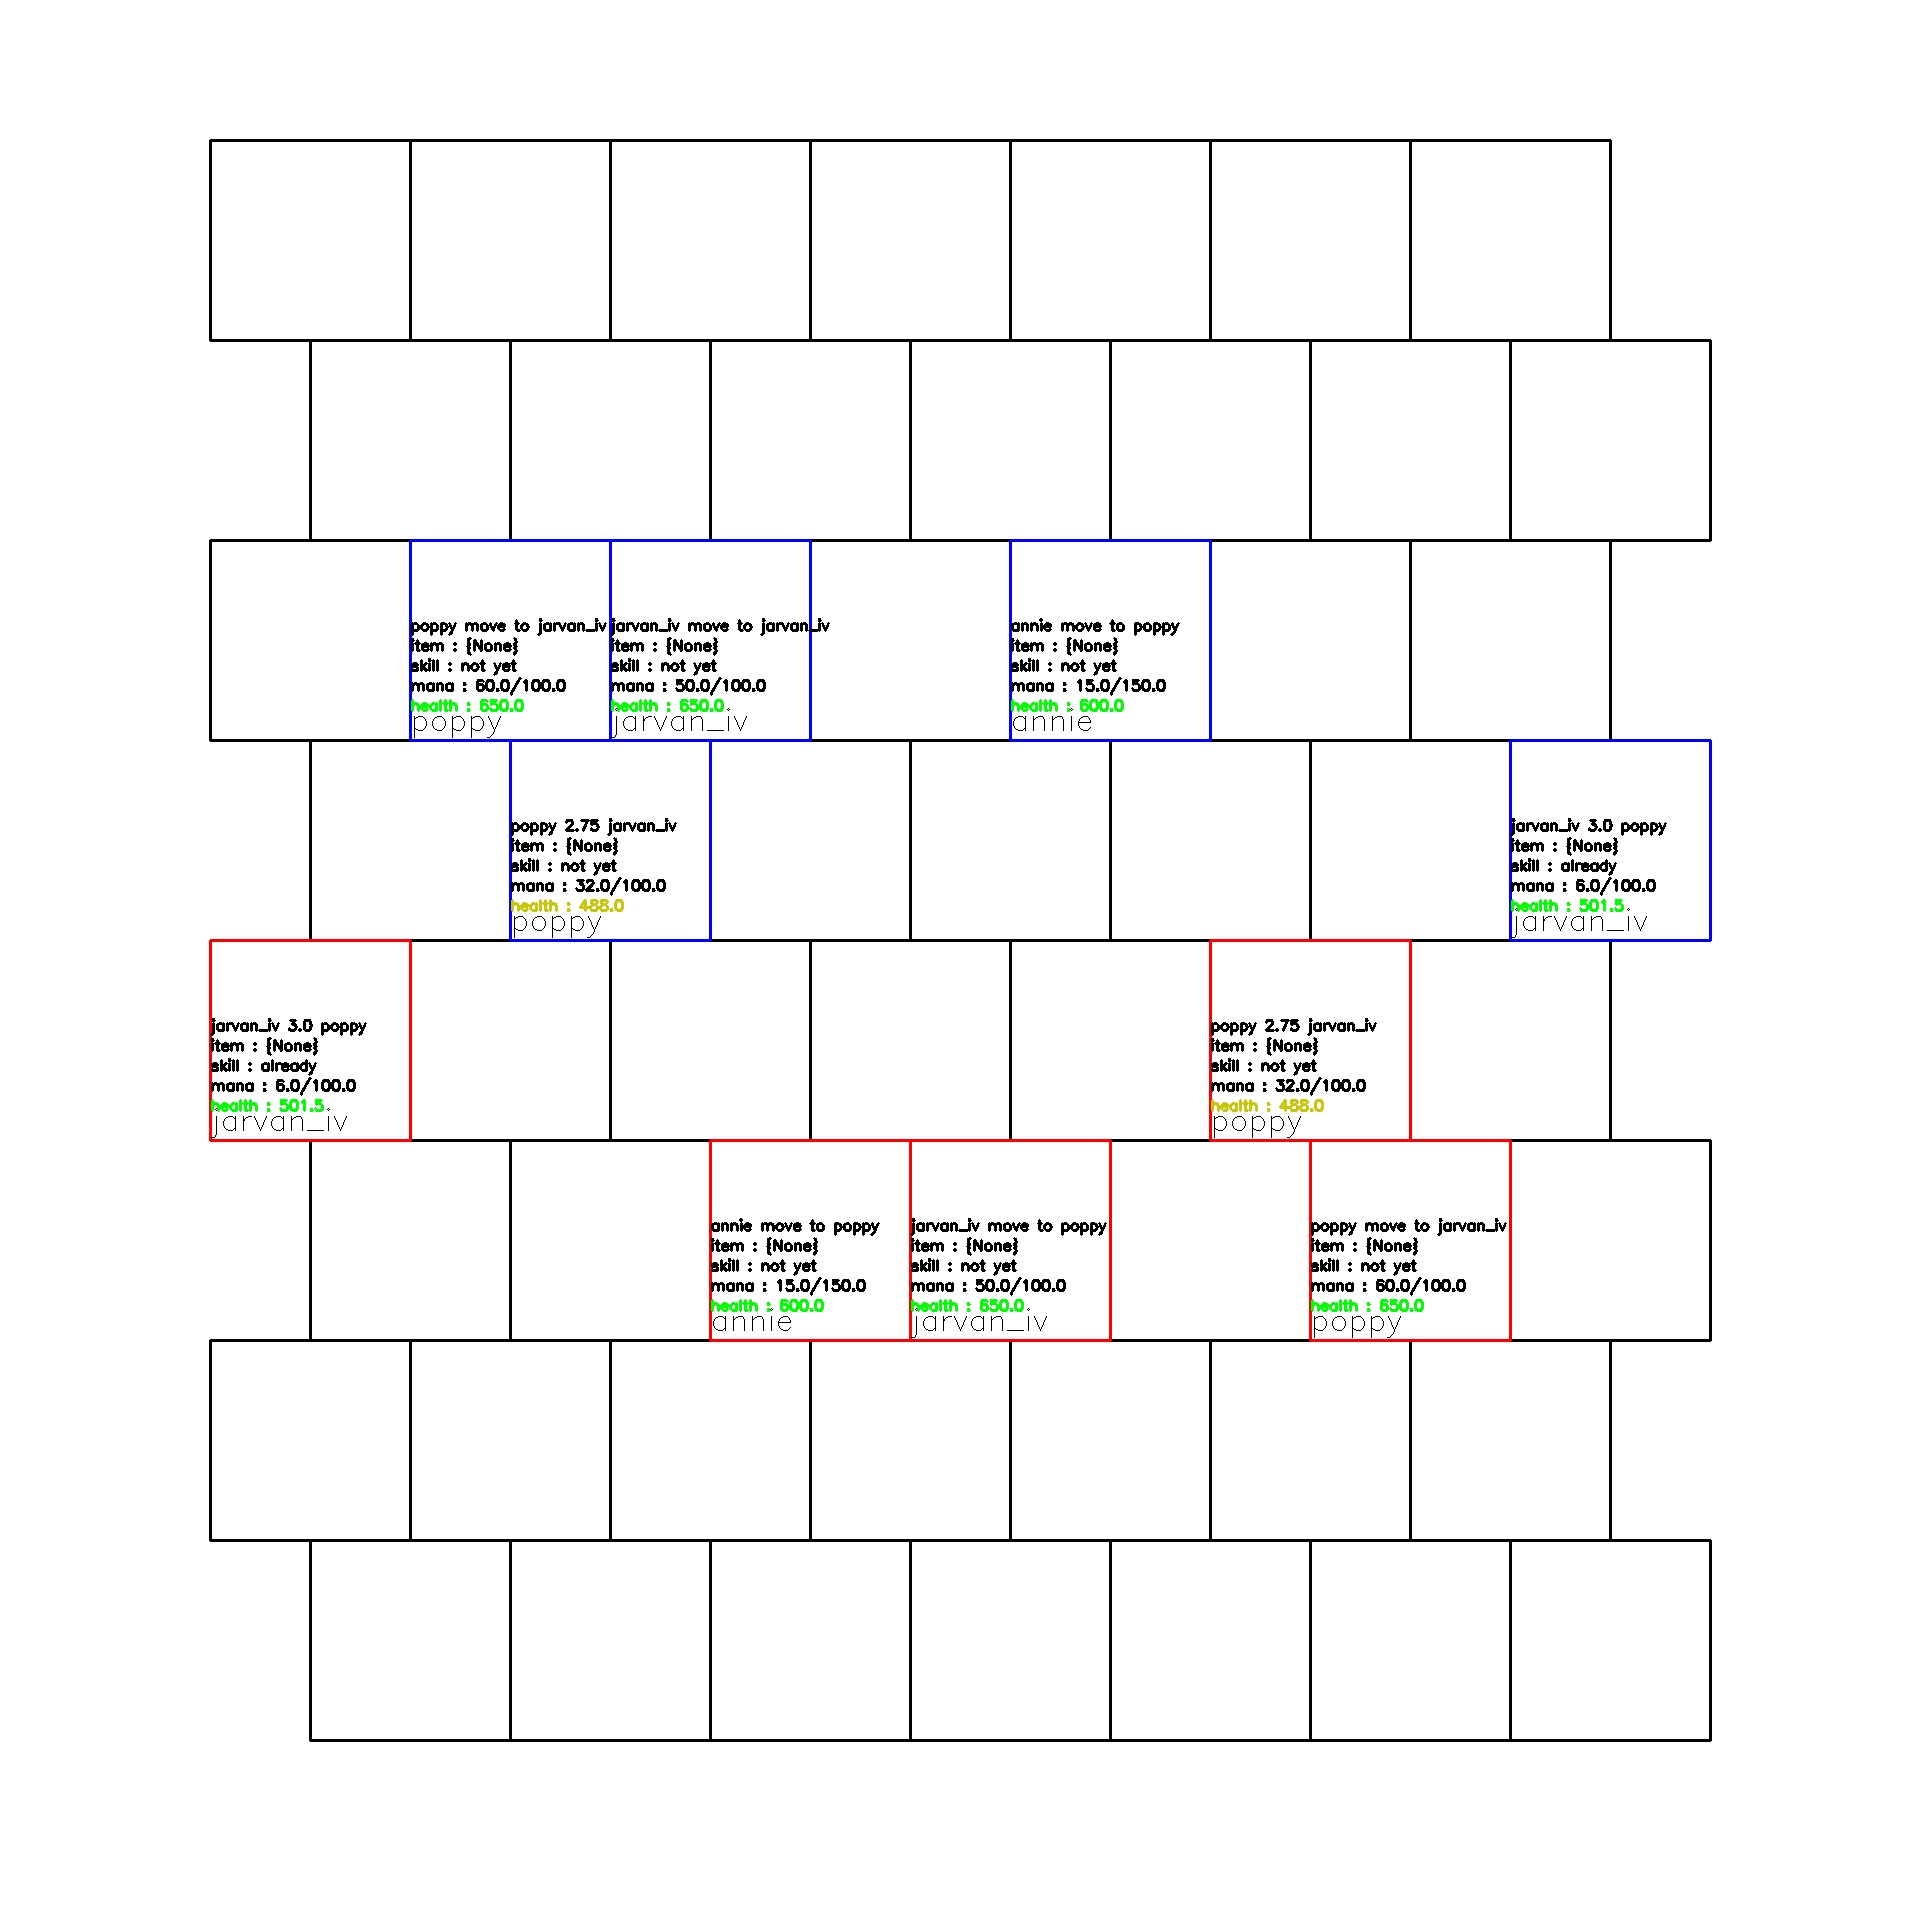 poppy move to jarvan_iv
item : {None}
skill : not yet
mana : 60.0/100.0
health : 650.0
poppy
jarvan_iv move to jarvan_iv
item : {None}
skill : not yet
mana : 50.0/100.0
health : 650.0
jarvan_iv
annie move to poppy
item : {None}
skill : not yet
mana : 15.0/150.0
health : 600.0
annie
poppy 2.75 jarvan_iv
item : {None}
skill : not yet
mana : 32.0/100.0
health : 488.0
poppy
jarvan_iv 3.0 poppy
item : {None}
skill : already
mana : 6.0/100.0
health : 501.5
jarvan_iv
jarvan_iv 3.0 poppy
item : {None}
skill : already
mana : 6.0/100.0
health : 501.5
jarvan_iv
poppy 2.75 jarvan_iv
item : {None}
skill : not yet
mana : 32.0/100.0
health : 488.0
poppy
annie move to poppy
item : {None}
skill : not yet
mana : 15.0/150.0
health : 600.0
annie
jarvan_iv move to poppy
item : {None}
skill : not yet
mana : 50.0/100.0
health : 650.0
jarvan_iv
poppy move to jarvan_iv
item : {None}
skill : not yet
mana : 60.0/100.0
health : 650.0
poppy